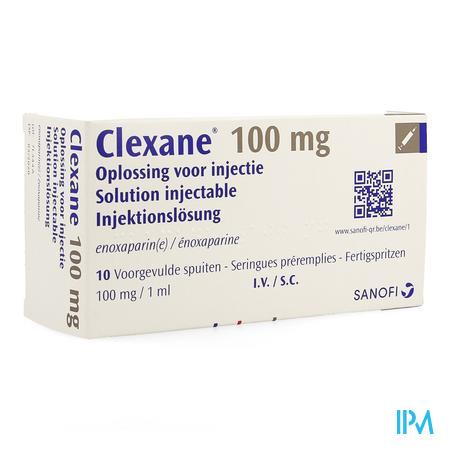 Clexane® 100 mg
Oplossing voor injectie
Solution injectable
Injektionslösung
enoxaparin(e) / énoxaparine
10 Voorgevulde spuiten - Seringues préremplies - Fertigspritzen
100 mg / 1 ml
I.V. / S.C.
www.sanofi-qr.be/clexane/1
SANOFI
Clexane 100 mg
Oplossing voor injectie
Solution injectable
Injektionslösung
IPM